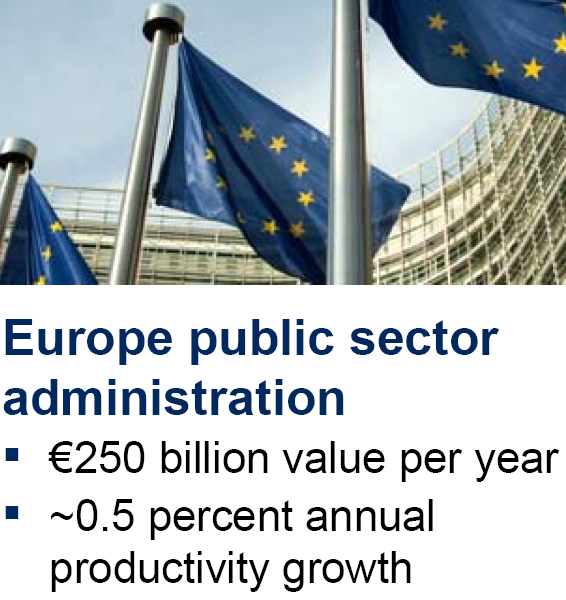 Europe public sector
administration
▪ €250 billion value per year
▪ ~0.5 percent annual
productivity growth